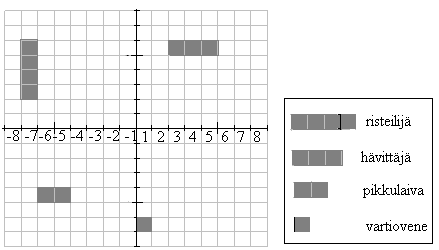 -8 -7 -6 -5 -4 -3 -2 -1 1 2 3 4 5 6 7 8
risteilijä
hävittäjä
pikkulaiva
vartiovene